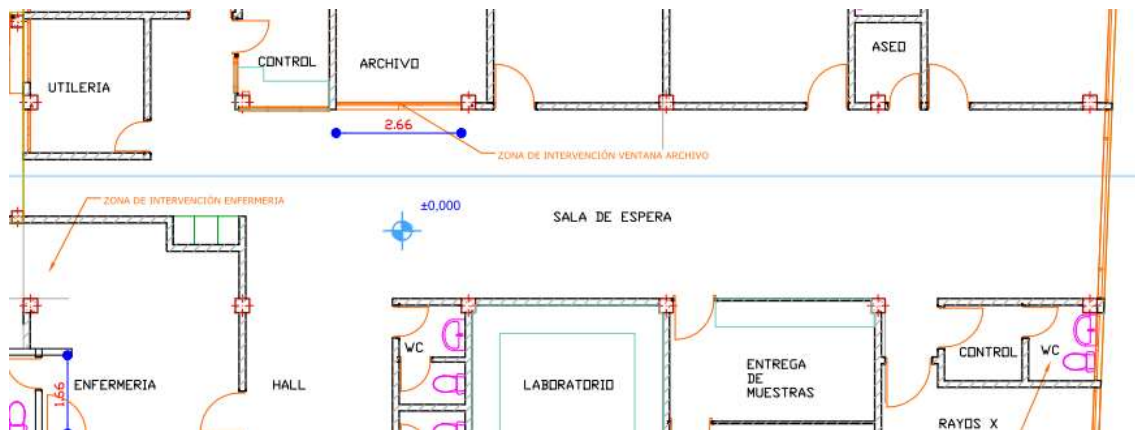 ASEO
CONTROL
ARCHIVO
UTILERIA
2.66
ZONA DE INTERVENCIÓN VENTANA ARCHIVO
ZONA DE INTERVENCIÓN ENFERMERIA
±0,000
SALA DE ESPERA
WC
CONTROL
WC
ENTREGA
DE
MUESTRAS
ENFERMERIA
HALL
LABORATORIO
1.66
RAYOS X